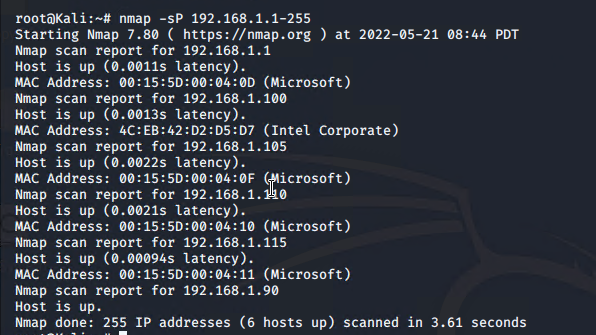 root@Kali:~# nmap -sP 192.168.1.1-255
Starting Nmap 7.80 ( https://nmap.org ) at 2022-05-21 08:44 PDT
Nmap scan report for 192.168.1.1
Host is up (0.0011s latency).
MAC Address: 00:15:5D:00:04:0D (Microsoft)
Nmap scan report for 192.168.1.100
Host is up (0.0013s latency).
MAC Address: 4C:EB:42:D2:D5:D7 (Intel Corporate)
Nmap scan report for 192.168.1.105
Host is up (0.0022s latency).
MAC Address: 00:15:5D:00:04:0F (Microsoft)
Nmap scan report for 192.168.1.110
Host is up (0.0021s latency).
MAC Address: 00:15:5D:00:04:10 (Microsoft)
Nmap scan report for 192.168.1.115
Host is up (0.00094s latency).
MAC Address: 00:15:5D:00:04:11 (Microsoft)
Nmap scan report for 192.168.1.90
Host is up.
Nmap done: 255 IP addresses (6 hosts up) scanned in 3.61 seconds